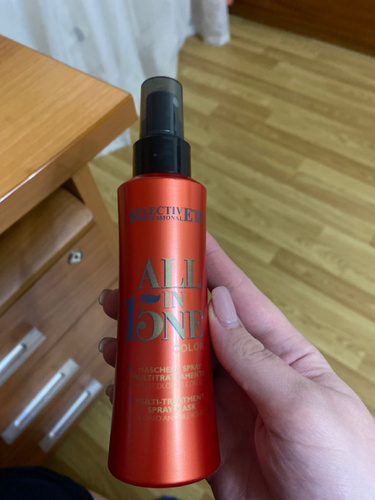 SELECTIVE
PROFESSIONAL
ALL
IN
15 ONE
COLOR
MASCHERA SPRAY
MULTITRATTAMENTO
MULTI-TREATMENT
SPRAY MASK